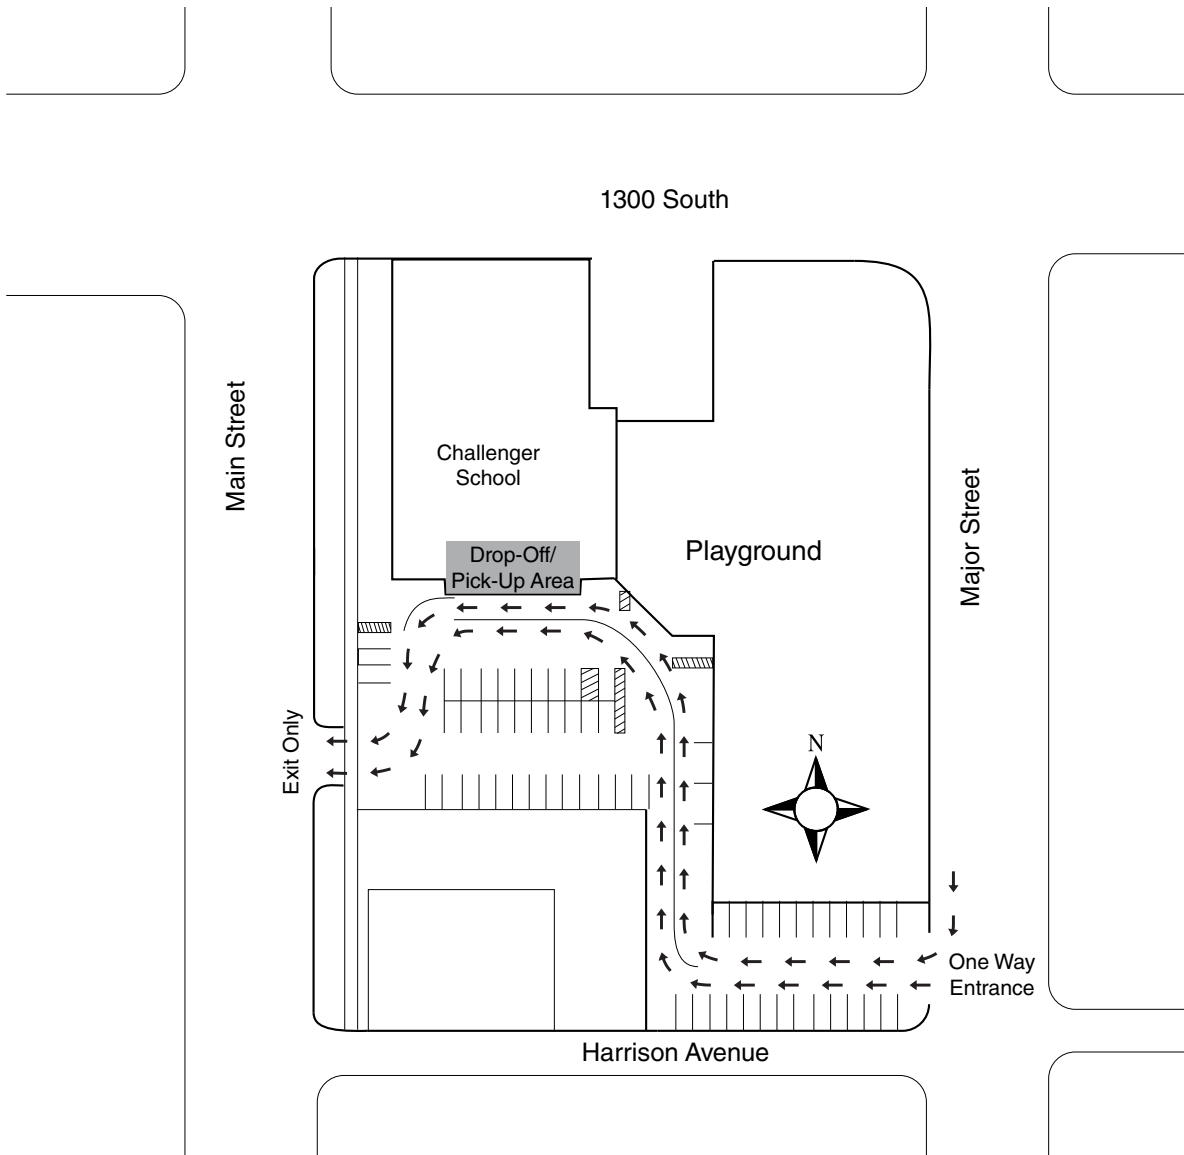 1300 South
Main Street
Challenger
School
Major Street
Drop-Off/
Pick-Up Area
Playground
Exit Only
N
One Way
Entrance
Harrison Avenue